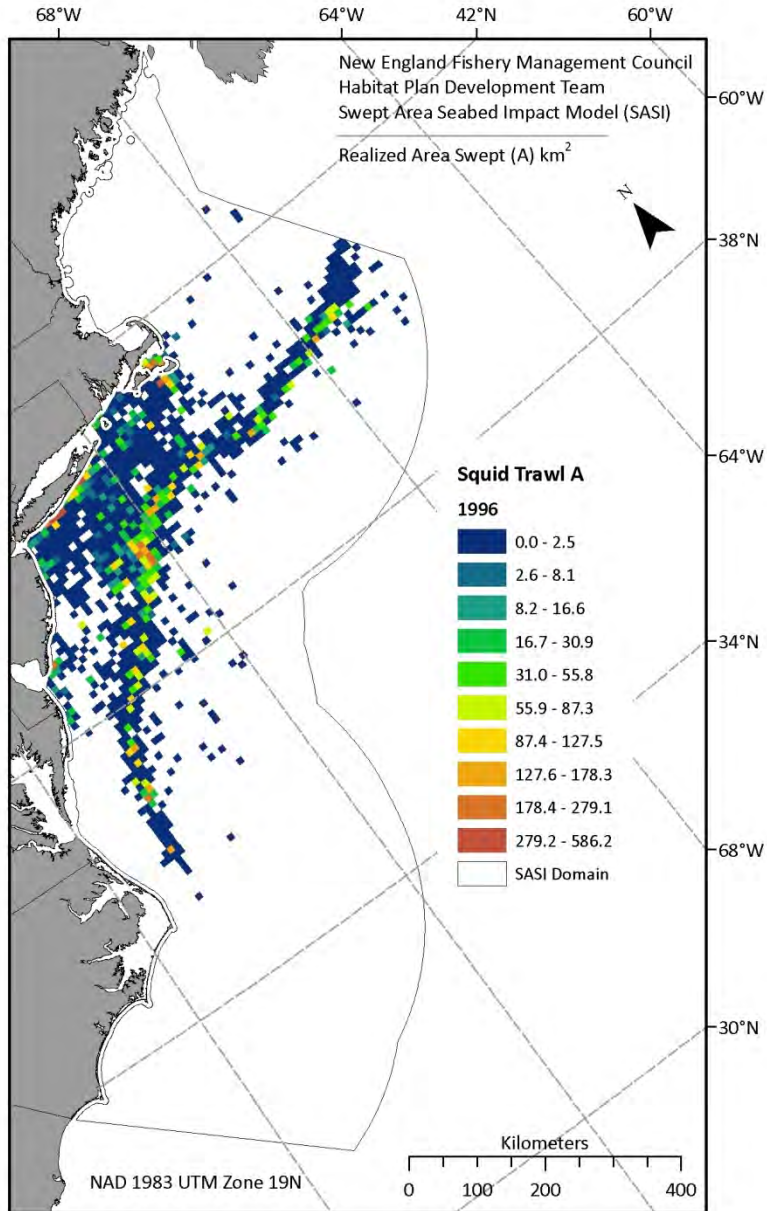 68°W 64°W 42°N 60°W
New England Fishery Management Council
Habitat Plan Development Team
Swept Area Seabed Impact Model (SASI)
Realized Area Swept (A) km²
60°W
N
38°N
64°W
Squid Trawl A
1996
0.0 - 2.5
2.6 - 8.1
8.2 - 16.6
16.7 - 30.9
31.0 - 55.8
55.9 - 87.3
87.4 - 127.5
127.6 - 178.3
178.4 - 279.1
279.2 - 586.2
SASI Domain
34°N
68°W
30°N
Kilometers
0 100 200 400
NAD 1983 UTM Zone 19N